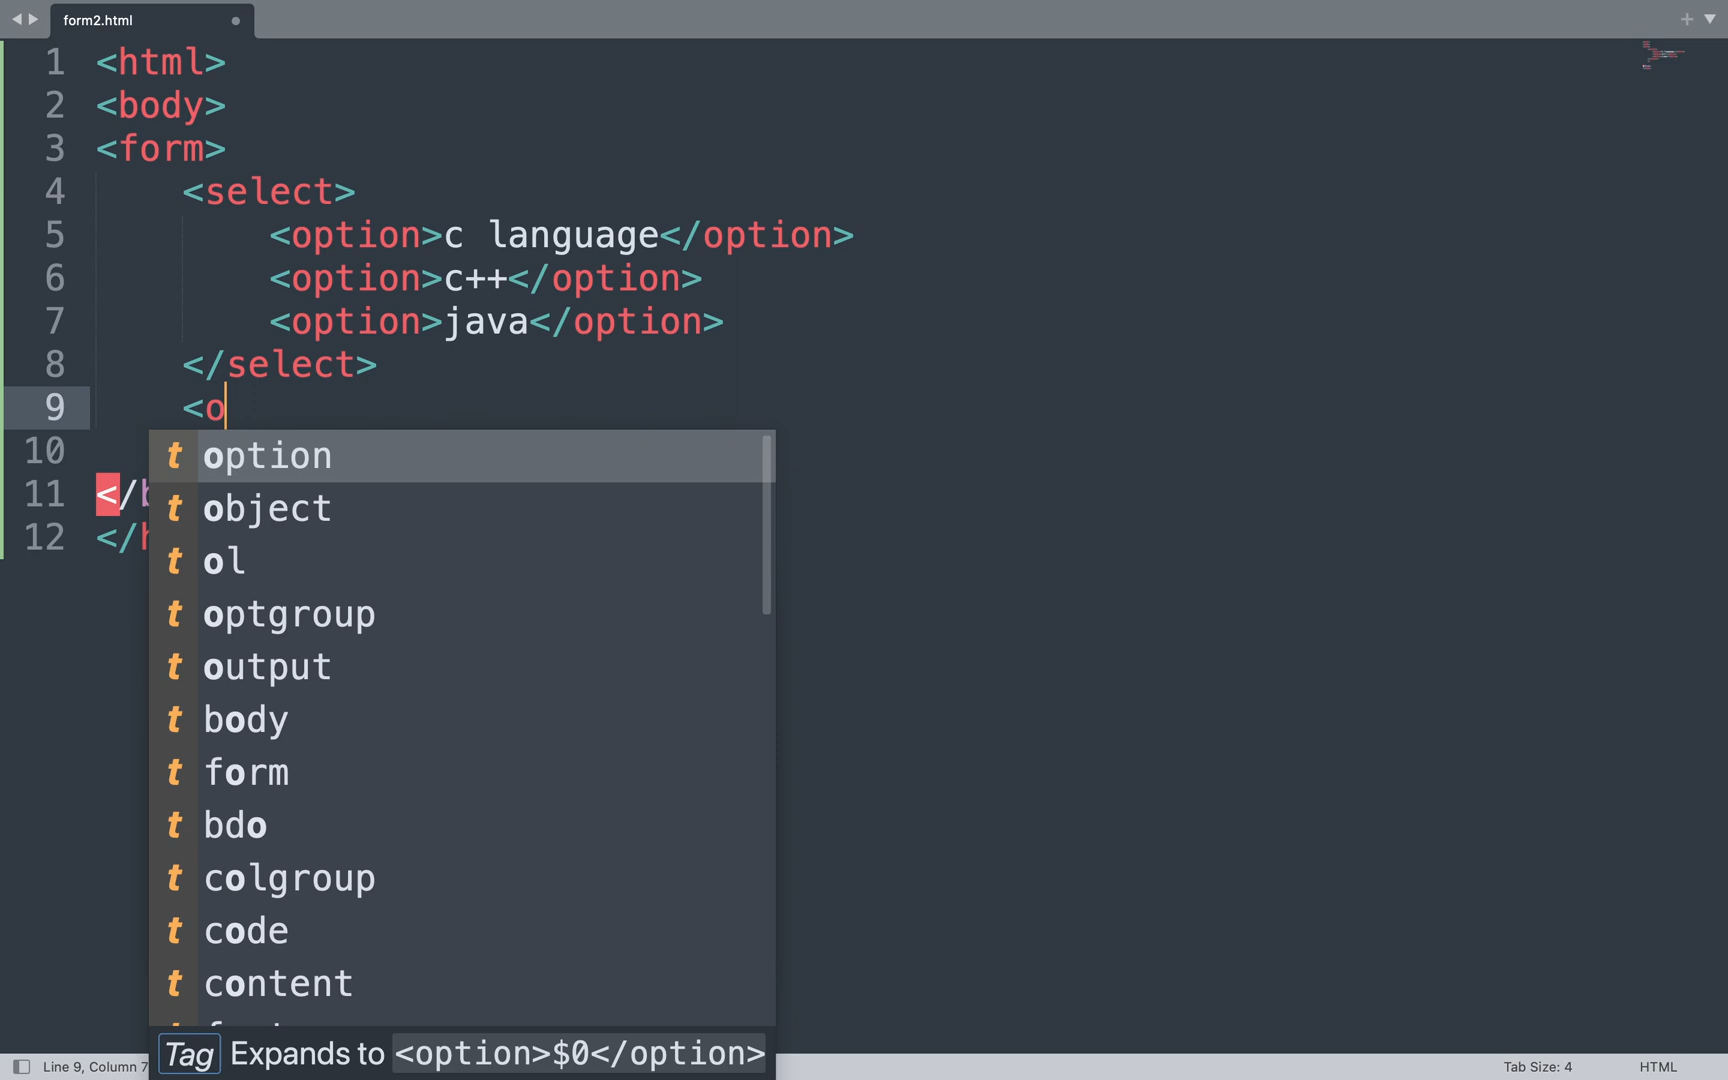 form2.html
1 <html>
2 <body>
3 <form>
4 <select>
5 <option>c language</option>
6 <option>c++</option>
7 <option>java</option>
8 </select>
9 <o
10
11 </b
12 </h
t option
t object
t ol
t optgroup
t output
t body
t form
t bdo
t colgroup
t code
t content
Tag Expands to <option>$0</option>
Line 9, Column 7
Tab Size: 4
HTML